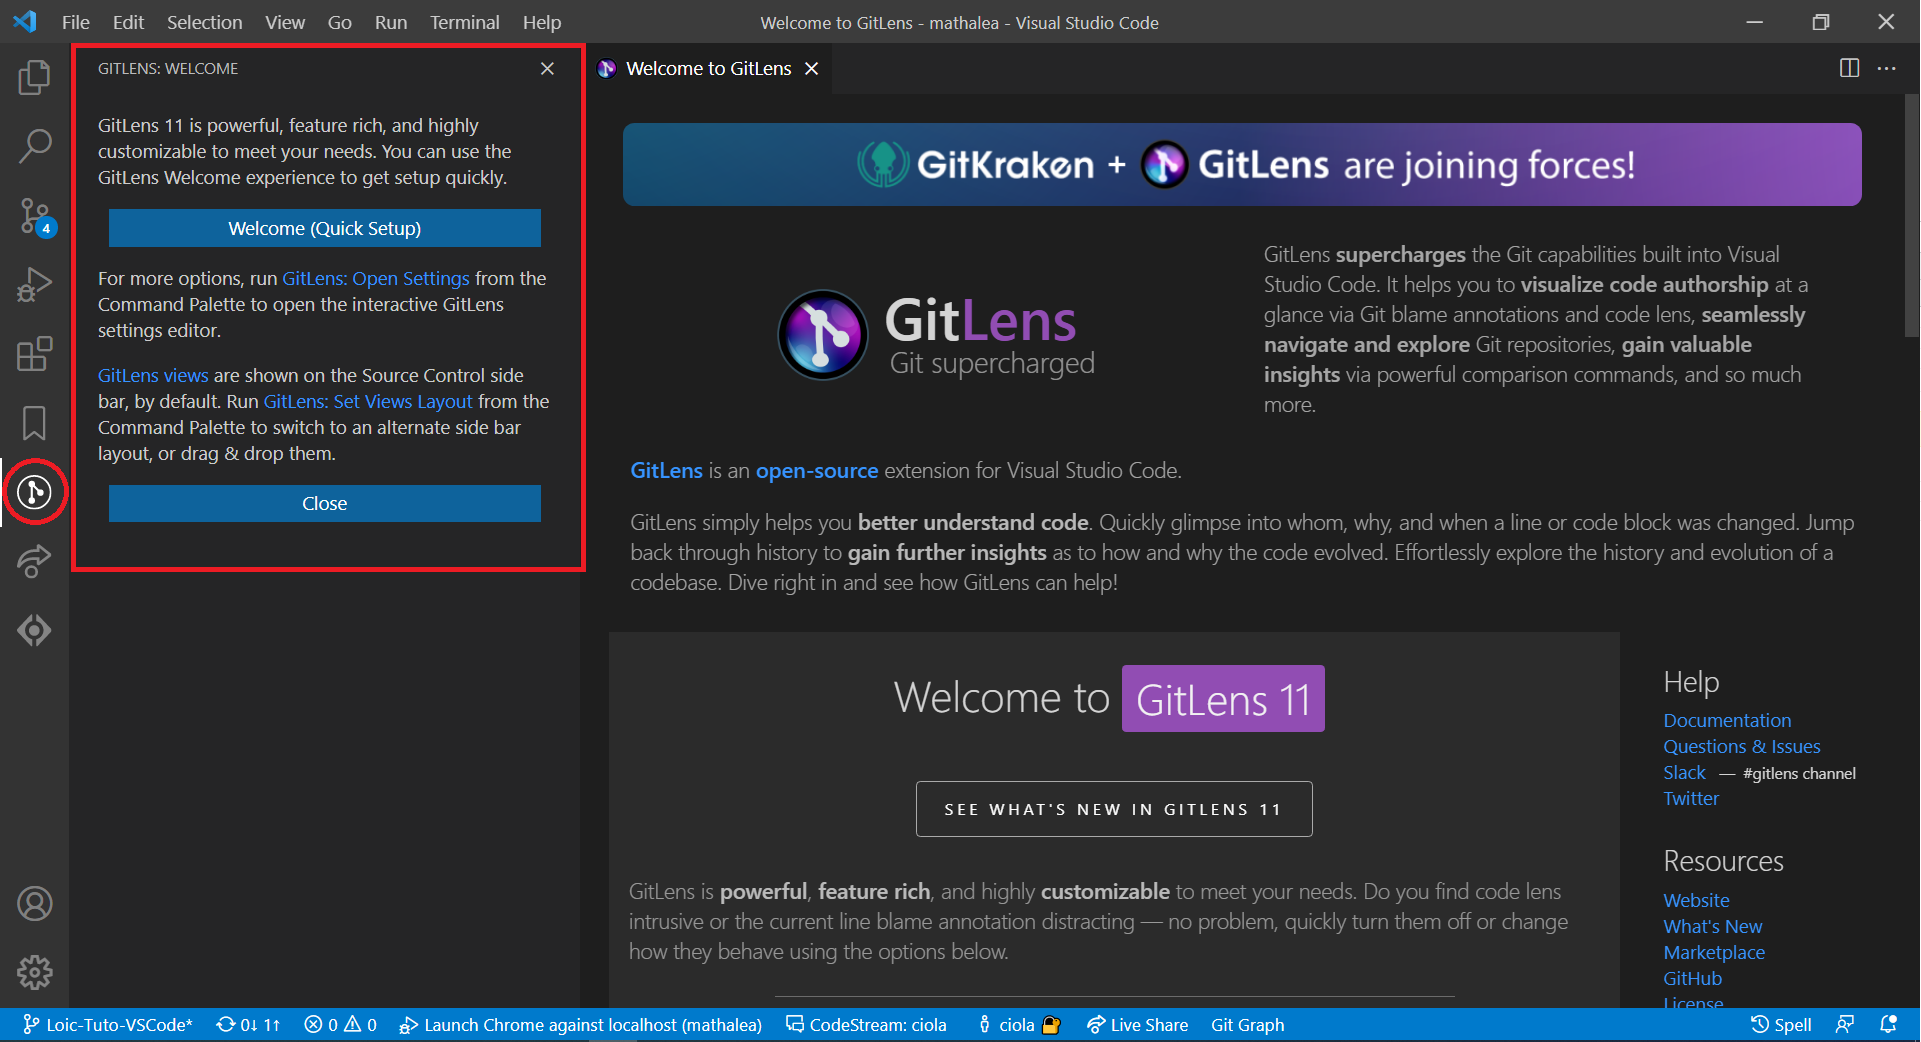 File Edit Selection View Go Run Terminal Help
Welcome to GitLens - mathalea - Visual Studio Code
GITLENS: WELCOME
GitLens 11 is powerful, feature rich, and highly
customizable to meet your needs. You can use the
GitLens Welcome experience to get setup quickly.
Welcome (Quick Setup)
For more options, run GitLens: Open Settings from the
Command Palette to open the interactive GitLens
settings editor.
GitLens views are shown on the Source Control side
bar, by default. Run GitLens: Set Views Layout from the
Command Palette to switch to an alternate side bar
layout, or drag & drop them.
Close
4
Welcome to GitLens
GitKraken + GitLens are joining forces!
GitLens
Git supercharged
GitLens supercharges the Git capabilities built into Visual
Studio Code. It helps you to visualize code authorship at a
glance via Git blame annotations and code lens, seamlessly
navigate and explore Git repositories, gain valuable
insights via powerful comparison commands, and so much
more.
GitLens is an open-source extension for Visual Studio Code.
GitLens simply helps you better understand code. Quickly glimpse into whom, why, and when a line or code block was changed. Jump
back through history to gain further insights as to how and why the code evolved. Effortlessly explore the history and evolution of a
codebase. Dive right in and see how GitLens can help!
Welcome to GitLens 11
SEE WHAT'S NEW IN GITLENS 11
GitLens is powerful, feature rich, and highly customizable to meet your needs. Do you find code lens
intrusive or the current line blame annotation distracting — no problem, quickly turn them off or change
how they behave using the options below.
Help
Documentation
Questions & Issues
Slack — #gitlens channel
Twitter
Resources
Website
What's New
Marketplace
GitHub
License
Loic-Tuto-VSCode* 0↓ 1↑ 0 0 Launch Chrome against localhost (mathalea) CodeStream: ciola ciola Live Share Git Graph Spell